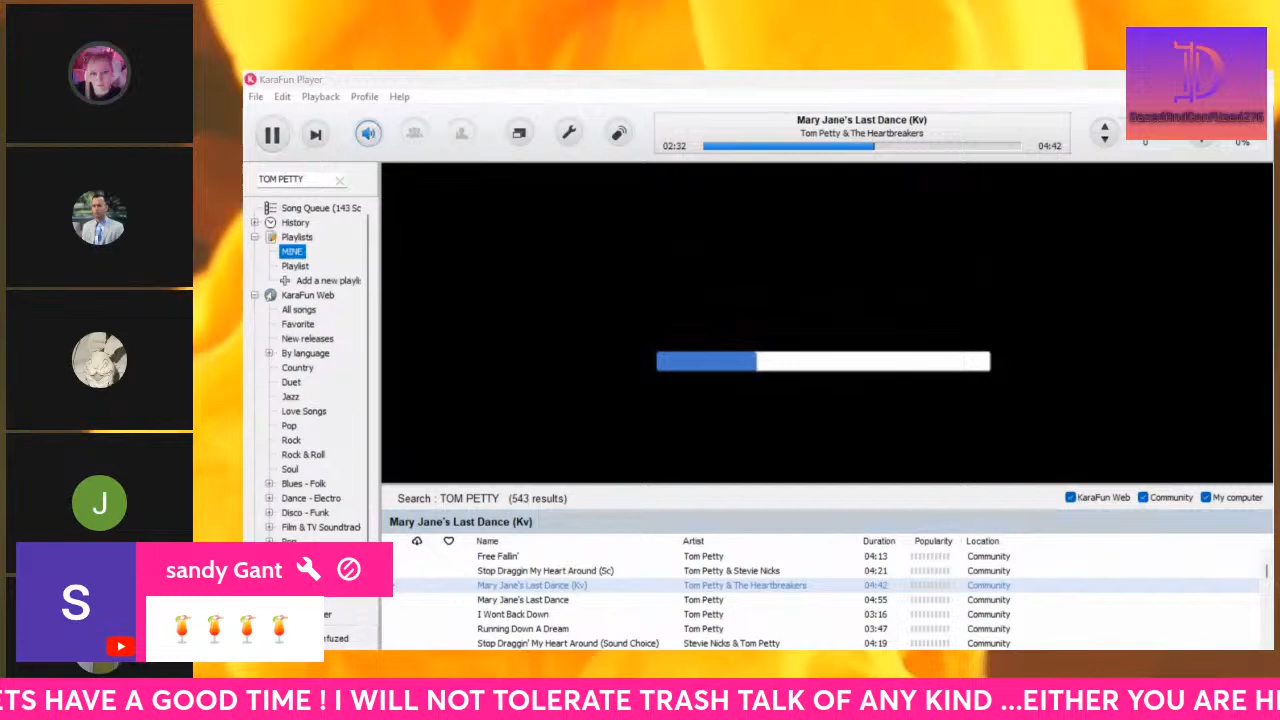 KaraFun Player
File Edit Playback Profile Help
Mary Jane's Last Dance (Kv)
Tom Petty & The Heartbreakers
02:32 04:42
0 0%
DazedAndConFuzed276
TOM PETTY
Song Queue (143 Sc
History
Playlists
MINE
Playlist
Add a new playli
KaraFun Web
All songs
Favorite
New releases
By language
Country
Duet
Jazz
Love Songs
Pop
Rock
Rock & Roll
Soul
Blues - Folk
Dance - Electro
Disco - Funk
Film & TV Soundtrac
Search : TOM PETTY (543 results)
KaraFun Web Community My computer
Mary Jane's Last Dance (Kv)
Name Artist Duration Popularity Location
Free Fallin' Tom Petty 04:13 Community
Stop Draggin My Heart Around (Sc) Tom Petty & Stevie Nicks 04:21 Community
Mary Jane's Last Dance (Kv) Tom Petty & The Heartbreakers 04:42 Community
Mary Jane's Last Dance Tom Petty 04:55 Community
I Wont Back Down Tom Petty 03:16 Community
Running Down A Dream Tom Petty 03:47 Community
Stop Draggin' My Heart Around (Sound Choice) Stevie Nicks & Tom Petty 04:19 Community
J
S
sandy Gant
🍹 🍹 🍹 🍹
ETS HAVE A GOOD TIME ! I WILL NOT TOLERATE TRASH TALK OF ANY KIND ...EITHER YOU ARE HE